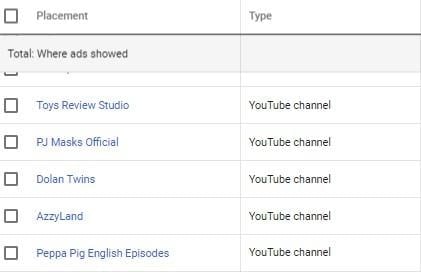 Placement Type
Total: Where ads showed
Toys Review Studio YouTube channel
PJ Masks Official YouTube channel
Dolan Twins YouTube channel
AzzyLand YouTube channel
Peppa Pig English Episodes YouTube channel